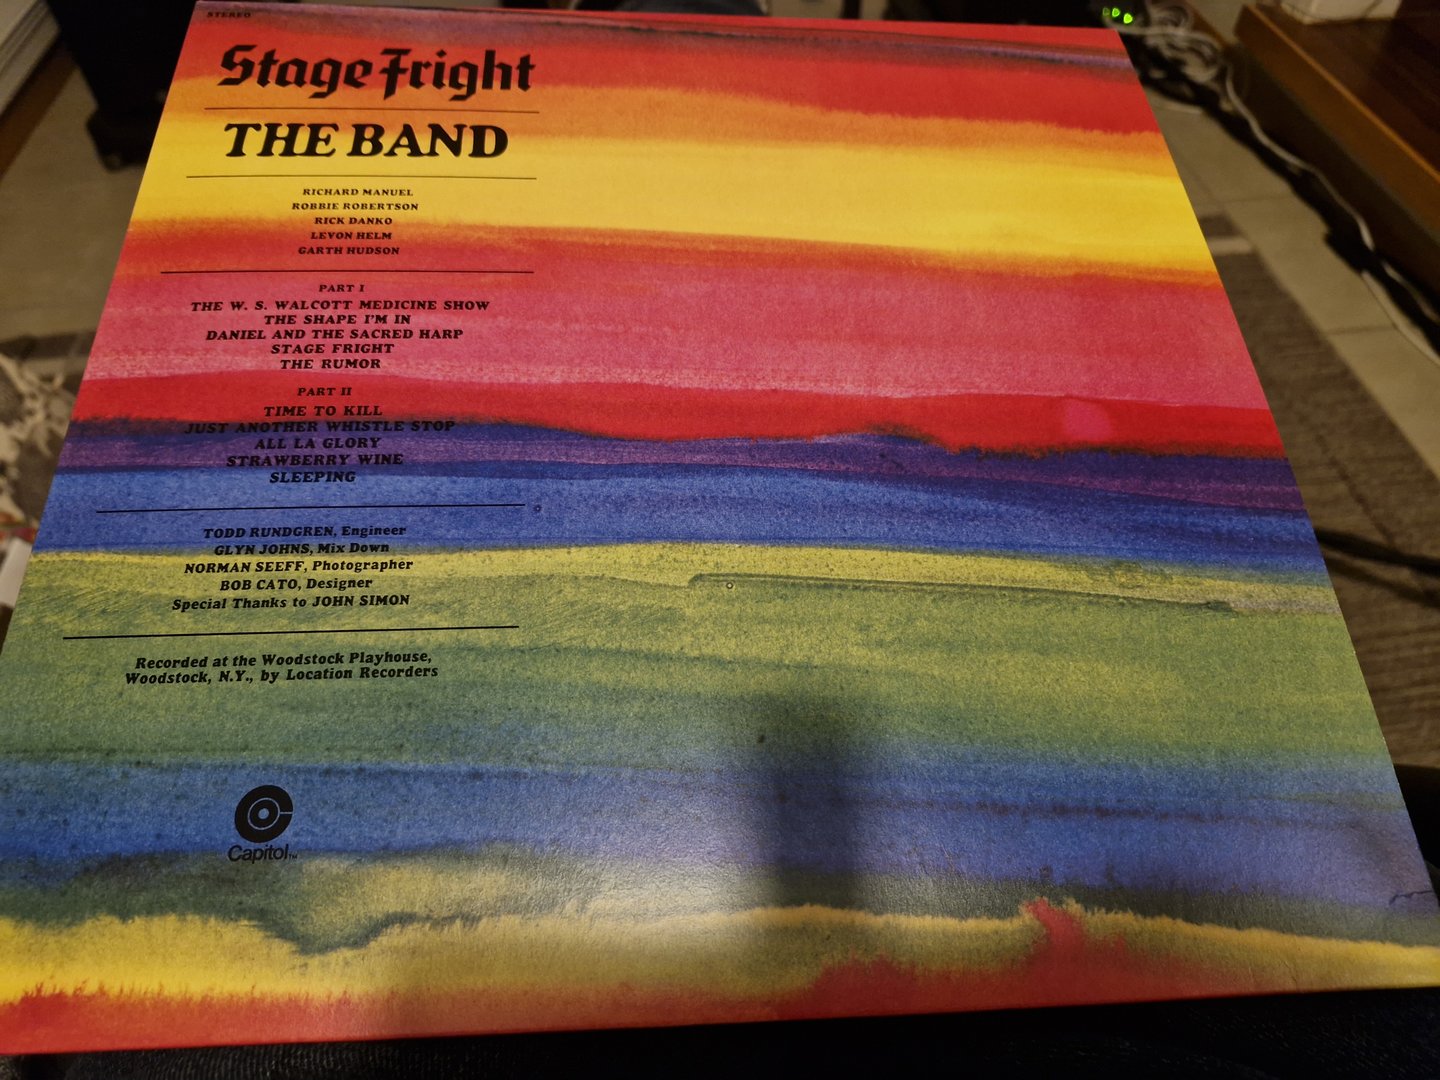 STEREO
Stage Fright
THE BAND
RICHARD MANUEL
ROBBIE ROBERTSON
RICK DANKO
LEVON HELM
GARTH HUDSON
PART I
THE W. S. WALCOTT MEDICINE SHOW
THE SHAPE I'M IN
DANIEL AND THE SACRED HARP
STAGE FRIGHT
THE RUMOR
PART II
TIME TO KILL
JUST ANOTHER WHISTLE STOP
ALL LA GLORY
STRAWBERRY WINE
SLEEPING
TODD RUNDGREN, Engineer
GLYN JOHNS, Mix Down
NORMAN SEEFF, Photographer
BOB CATO, Designer
Special Thanks to JOHN SIMON
Recorded at the Woodstock Playhouse,
Woodstock, N.Y., by Location Recorders
Capitol™